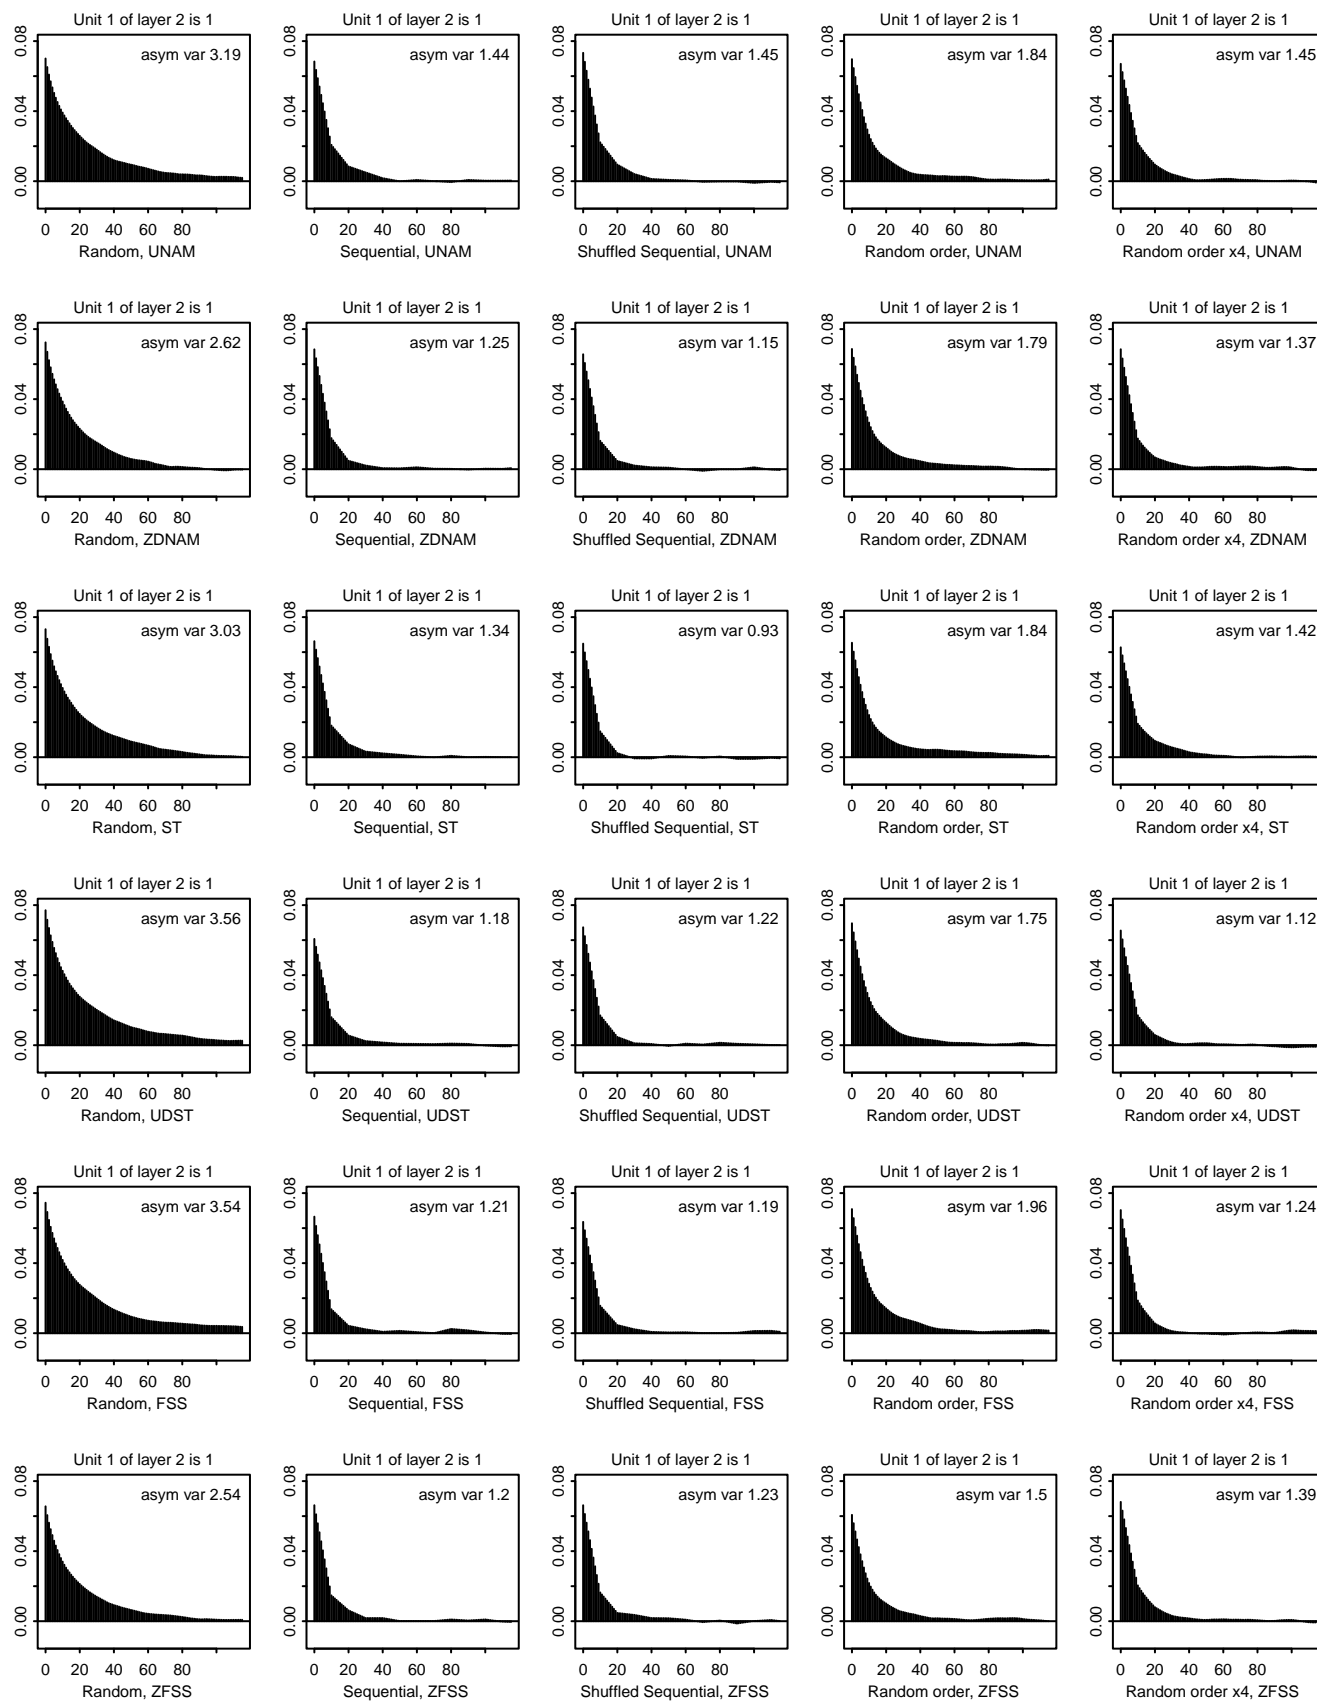 Unit 1 of layer 2 is 1 Unit 1 of layer 2 is 1 Unit 1 of layer 2 is 1 Unit 1 of layer 2 is 1 Unit 1 of layer 2 is 1
asym var 3.19 asym var 1.44 asym var 1.45 asym var 1.84 asym var 1.45
0.00 0.04 0.08 0.00 0.04 0.08 0.00 0.04 0.08 0.00 0.04 0.08 0.00 0.04 0.08
0 20 40 60 80 0 20 40 60 80 0 20 40 60 80 0 20 40 60 80 0 20 40 60 80
Random, UNAM Sequential, UNAM Shuffled Sequential, UNAM Random order, UNAM Random order x4, UNAM
Unit 1 of layer 2 is 1 Unit 1 of layer 2 is 1 Unit 1 of layer 2 is 1 Unit 1 of layer 2 is 1 Unit 1 of layer 2 is 1
asym var 2.62 asym var 1.25 asym var 1.15 asym var 1.79 asym var 1.37
0.00 0.04 0.08 0.00 0.04 0.08 0.00 0.04 0.08 0.00 0.04 0.08 0.00 0.04 0.08
0 20 40 60 80 0 20 40 60 80 0 20 40 60 80 0 20 40 60 80 0 20 40 60 80
Random, ZDNAM Sequential, ZDNAM Shuffled Sequential, ZDNAM Random order, ZDNAM Random order x4, ZDNAM
Unit 1 of layer 2 is 1 Unit 1 of layer 2 is 1 Unit 1 of layer 2 is 1 Unit 1 of layer 2 is 1 Unit 1 of layer 2 is 1
asym var 3.03 asym var 1.34 asym var 0.93 asym var 1.84 asym var 1.42
0.00 0.04 0.08 0.00 0.04 0.08 0.00 0.04 0.08 0.00 0.04 0.08 0.00 0.04 0.08
0 20 40 60 80 0 20 40 60 80 0 20 40 60 80 0 20 40 60 80 0 20 40 60 80
Random, ST Sequential, ST Shuffled Sequential, ST Random order, ST Random order x4, ST
Unit 1 of layer 2 is 1 Unit 1 of layer 2 is 1 Unit 1 of layer 2 is 1 Unit 1 of layer 2 is 1 Unit 1 of layer 2 is 1
asym var 3.56 asym var 1.18 asym var 1.22 asym var 1.75 asym var 1.12
0.00 0.04 0.08 0.00 0.04 0.08 0.00 0.04 0.08 0.00 0.04 0.08 0.00 0.04 0.08
0 20 40 60 80 0 20 40 60 80 0 20 40 60 80 0 20 40 60 80 0 20 40 60 80
Random, UDST Sequential, UDST Shuffled Sequential, UDST Random order, UDST Random order x4, UDST
Unit 1 of layer 2 is 1 Unit 1 of layer 2 is 1 Unit 1 of layer 2 is 1 Unit 1 of layer 2 is 1 Unit 1 of layer 2 is 1
asym var 3.54 asym var 1.21 asym var 1.19 asym var 1.96 asym var 1.24
0.00 0.04 0.08 0.00 0.04 0.08 0.00 0.04 0.08 0.00 0.04 0.08 0.00 0.04 0.08
0 20 40 60 80 0 20 40 60 80 0 20 40 60 80 0 20 40 60 80 0 20 40 60 80
Random, FSS Sequential, FSS Shuffled Sequential, FSS Random order, FSS Random order x4, FSS
Unit 1 of layer 2 is 1 Unit 1 of layer 2 is 1 Unit 1 of layer 2 is 1 Unit 1 of layer 2 is 1 Unit 1 of layer 2 is 1
asym var 2.54 asym var 1.2 asym var 1.23 asym var 1.5 asym var 1.39
0.00 0.04 0.08 0.00 0.04 0.08 0.00 0.04 0.08 0.00 0.04 0.08 0.00 0.04 0.08
0 20 40 60 80 0 20 40 60 80 0 20 40 60 80 0 20 40 60 80 0 20 40 60 80
Random, ZFSS Sequential, ZFSS Shuffled Sequential, ZFSS Random order, ZFSS Random order x4, ZFSS